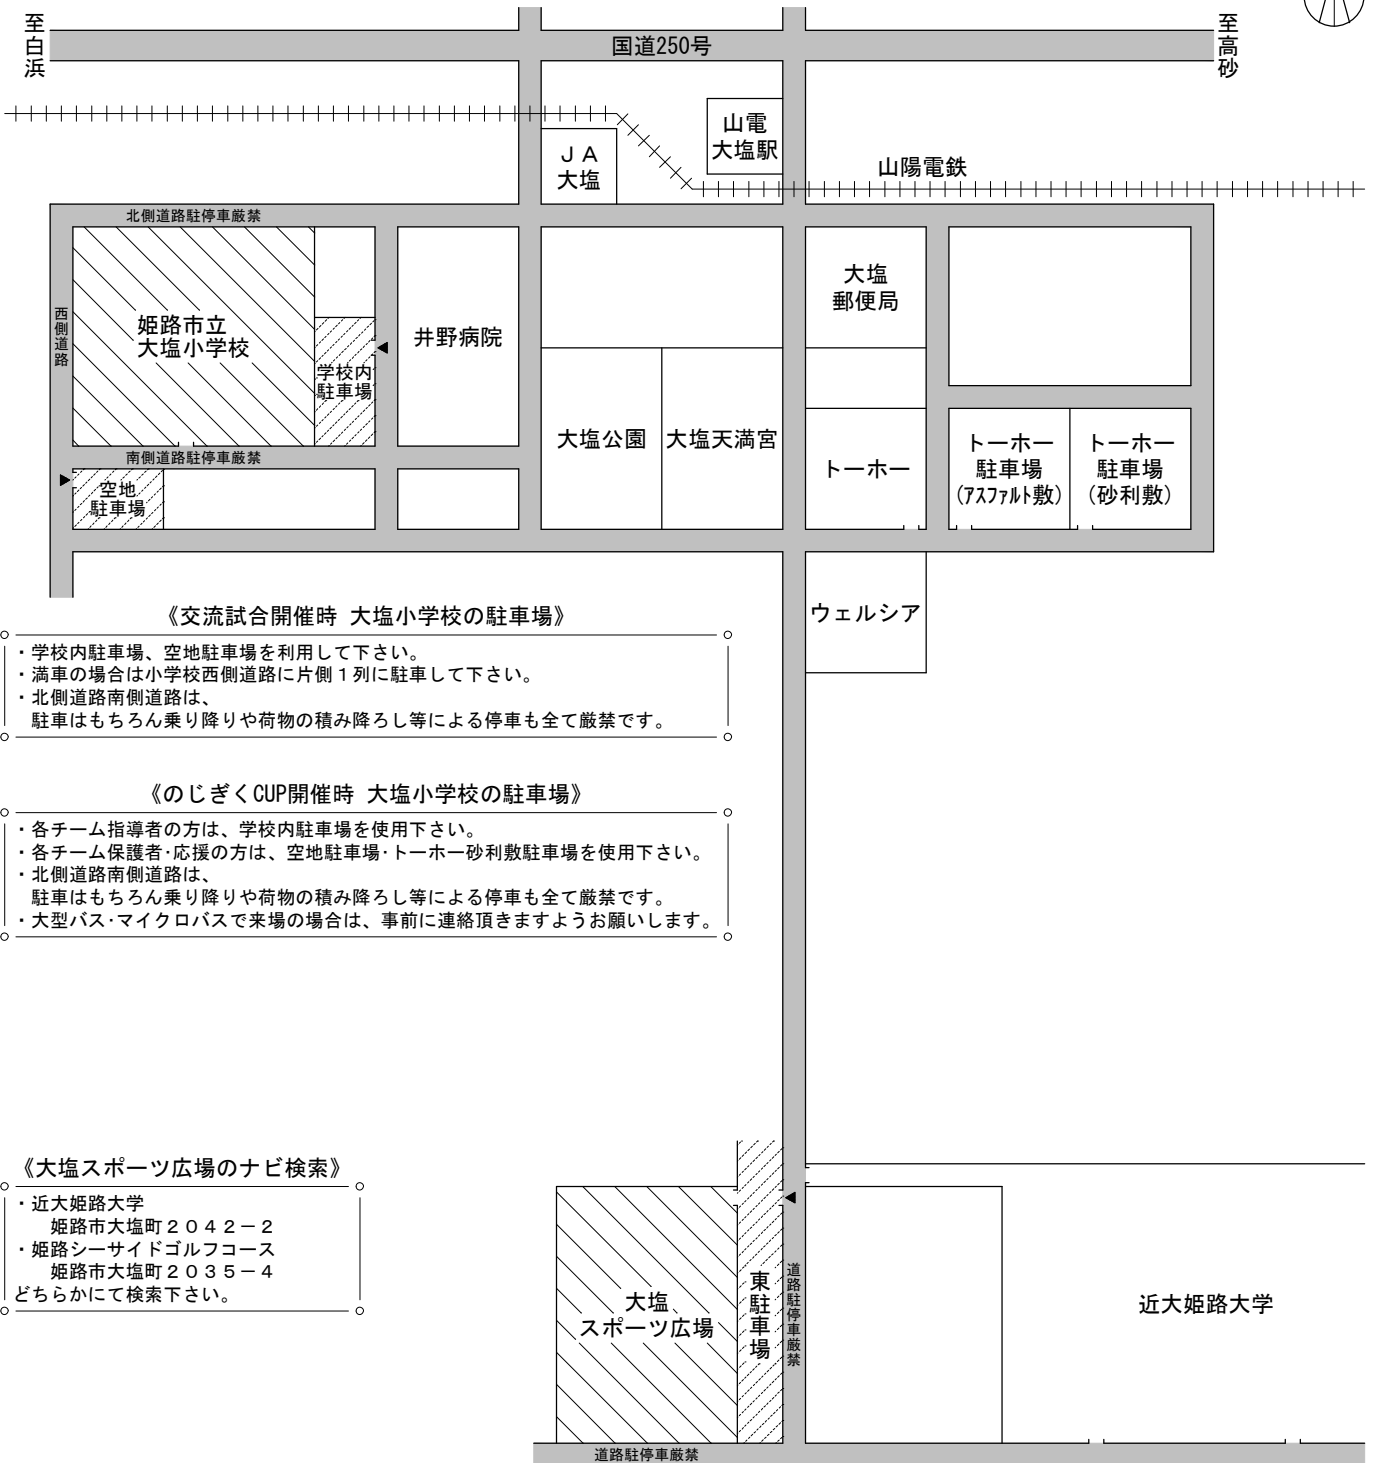 至白浜
国道250号
至高砂
山電
大塩駅
ＪＡ
大塩
山陽電鉄
北側道路駐停車厳禁
西側道路
姫路市立
大塩小学校
学校内
駐車場
井野病院
大塩
郵便局
大塩公園
大塩天満宮
トーホー
トーホー
駐車場
(ｱｽﾌｧﾙﾄ敷)
トーホー
駐車場
(砂利敷)
南側道路駐停車厳禁
空地
駐車場
ウェルシア
《交流試合開催時 大塩小学校の駐車場》
・学校内駐車場、空地駐車場を利用して下さい。
・満車の場合は小学校西側道路に片側１列に駐車して下さい。
・北側道路南側道路は、
駐車はもちろん乗り降りや荷物の積み降ろし等による停車も全て厳禁です。
《のじぎくCUP開催時 大塩小学校の駐車場》
・各チーム指導者の方は、学校内駐車場を使用下さい。
・各チーム保護者･応援の方は、空地駐車場･トーホー砂利敷駐車場を使用下さい。
・北側道路南側道路は、
駐車はもちろん乗り降りや荷物の積み降ろし等による停車も全て厳禁です。
・大型バス･マイクロバスで来場の場合は、事前に連絡頂きますようお願いします。
《大塩スポーツ広場のナビ検索》
・近大姫路大学
姫路市大塩町２０４２－２
・姫路シーサイドゴルフコース
姫路市大塩町２０３５－４
どちらかにて検索下さい。
大塩
スポーツ広場
東駐車場
道路駐停車厳禁
近大姫路大学
道路駐停車厳禁